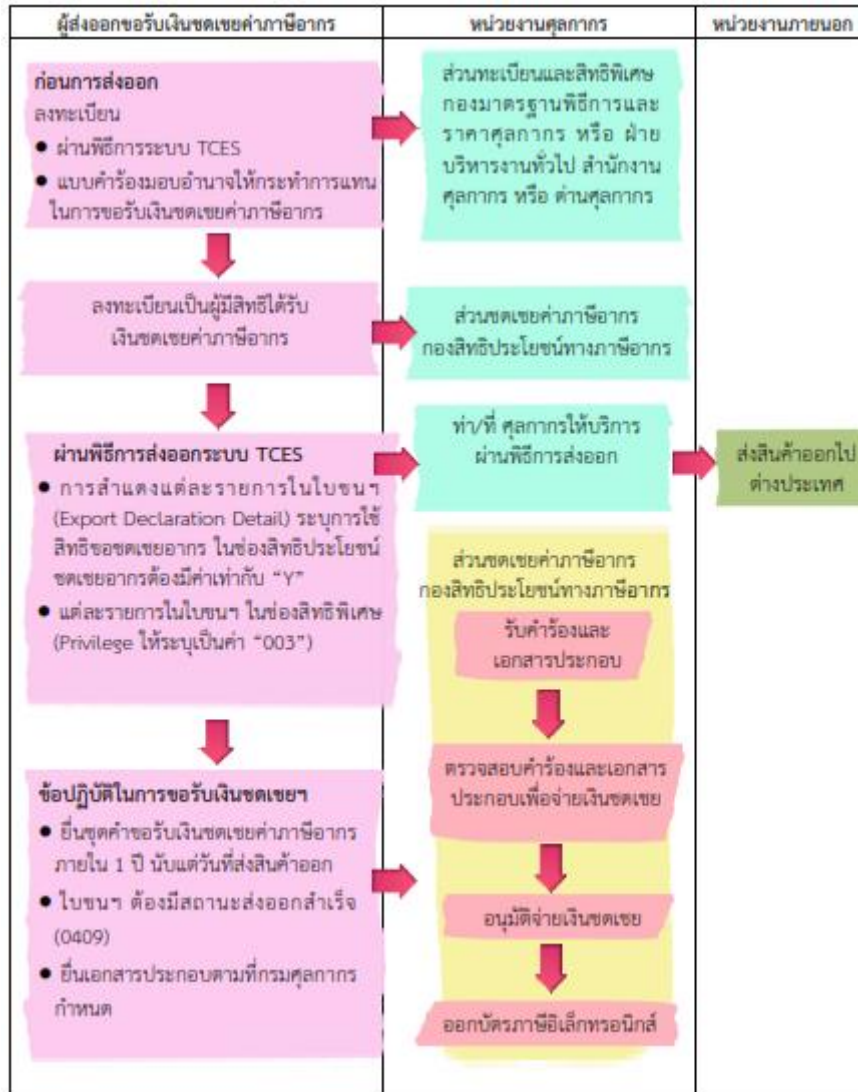 ผู้ส่งออกขอรับเงินชดเชยค่าภาษีอากร
หน่วยงานศุลกากร
หน่วยงานภายนอก
ก่อนการส่งออก
ลงทะเบียน
● ผ่านพิธีการระบบ TCES
● แบบคำร้องมอบอำนาจให้กระทำการแทน
ในการขอรับเงินชดเชยค่าภาษีอากร
ส่วนทะเบียนและสิทธิพิเศษ
กองมาตรฐานพิธีการและ
ราคาศุลกากร หรือ ฝ่าย
บริหารงานทั่วไป สำนักงาน
ศุลกากร หรือ ด่านศุลกากร
ลงทะเบียนเป็นผู้มีสิทธิได้รับ
เงินชดเชยค่าภาษีอากร
ส่วนชดเชยค่าภาษีอากร
กองสิทธิประโยชน์ทางภาษีอากร
ผ่านพิธีการส่งออกระบบ TCES
● การสำแดงแต่ละรายการในใบขนฯ
(Export Declaration Detail) ระบุการใช้
สิทธิขอชดเชยอากร ในช่องสิทธิประโยชน์
ชดเชยอากรต้องมีค่าเท่ากับ “Y”
● แต่ละรายการในใบขนฯ ในช่องสิทธิพิเศษ
(Privilege ให้ระบุเป็นค่า “003”)
ท่า/ที่ ศุลกากรให้บริการ
ผ่านพิธีการส่งออก
ส่งสินค้าออกไป
ต่างประเทศ
ส่วนชดเชยค่าภาษีอากร
กองสิทธิประโยชน์ทางภาษีอากร
รับคำร้องและ
เอกสารประกอบ
ตรวจสอบคำร้องและเอกสาร
ประกอบเพื่อจ่ายเงินชดเชย
อนุมัติจ่ายเงินชดเชย
ออกบัตรภาษีอิเล็กทรอนิกส์
ข้อปฏิบัติในการขอรับเงินชดเชยฯ
● ยื่นชุดคำขอรับเงินชดเชยค่าภาษีอากร
ภายใน 1 ปี นับแต่วันที่ส่งสินค้าออก
● ใบขนฯ ต้องมีสถานะส่งออกสำเร็จ
(0409)
● ยื่นเอกสารประกอบตามที่กรมศุลกากร
กำหนด